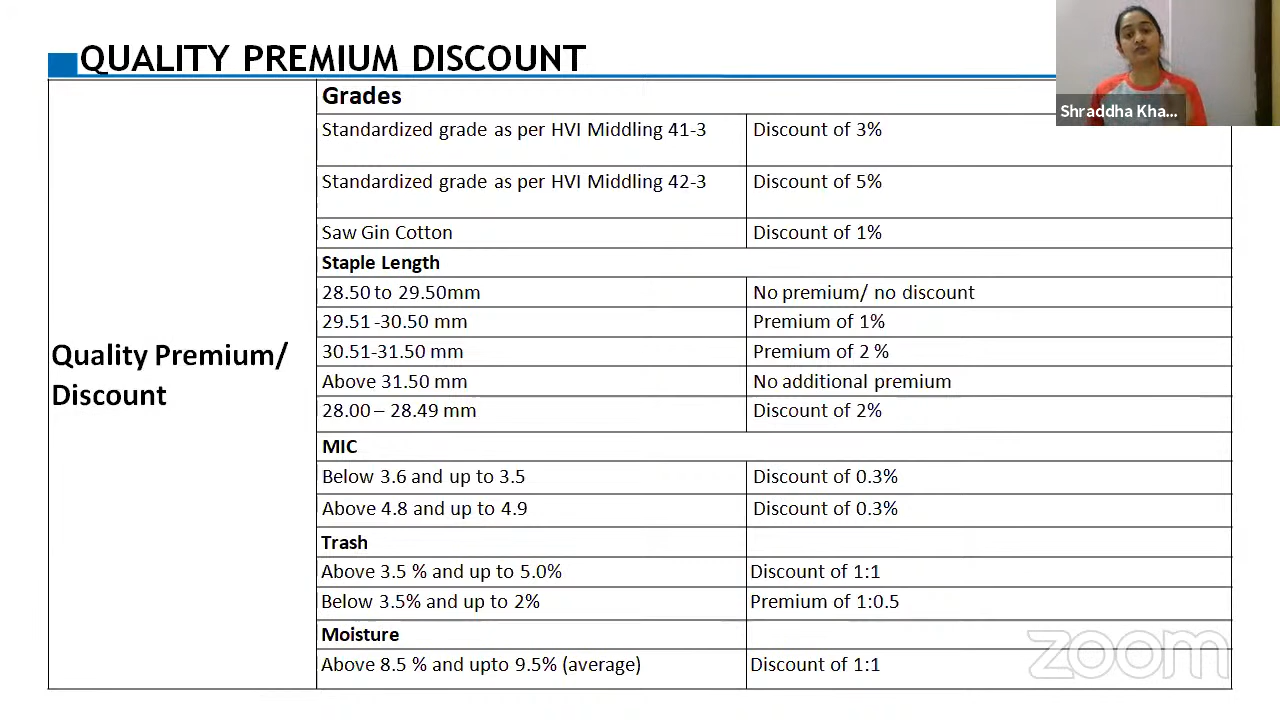 QUALITY PREMIUM DISCOUNT
Shraddha Kha...
Quality Premium/
Discount
Grades
Standardized grade as per HVI Middling 41-3 Discount of 3%
Standardized grade as per HVI Middling 42-3 Discount of 5%
Saw Gin Cotton Discount of 1%
Staple Length
28.50 to 29.50mm No premium/ no discount
29.51 -30.50 mm Premium of 1%
30.51-31.50 mm Premium of 2 %
Above 31.50 mm No additional premium
28.00 – 28.49 mm Discount of 2%
MIC
Below 3.6 and up to 3.5 Discount of 0.3%
Above 4.8 and up to 4.9 Discount of 0.3%
Trash
Above 3.5 % and up to 5.0% Discount of 1:1
Below 3.5% and up to 2% Premium of 1:0.5
Moisture
Above 8.5 % and upto 9.5% (average) Discount of 1:1
zoom